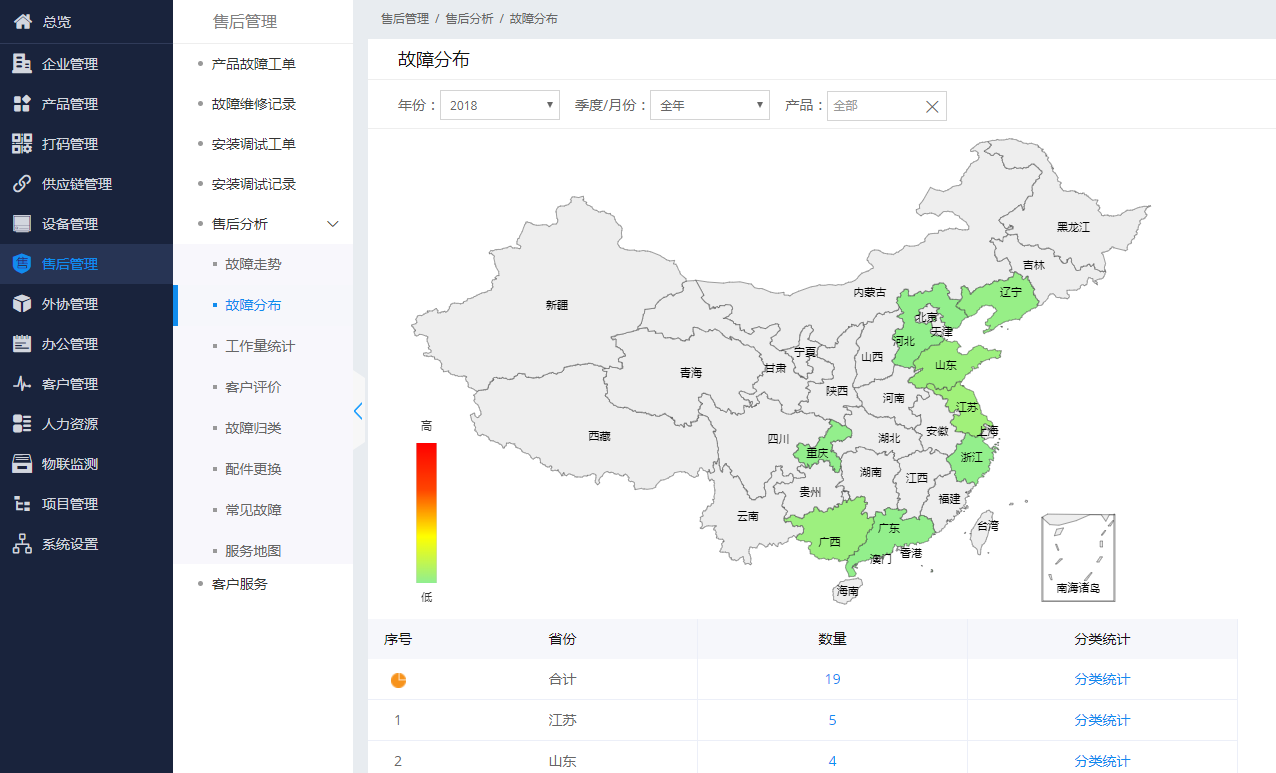 总览
企业管理
产品管理
打码管理
供应链管理
设备管理
售后管理
外协管理
办公管理
客户管理
人力资源
物联监测
项目管理
系统设置
售后管理
产品故障工单
故障维修记录
安装调试工单
安装调试记录
售后分析
故障走势
故障分布
工作量统计
客户评价
故障归类
配件更换
常见故障
服务地图
客户服务
售后管理 / 售后分析 / 故障分布
故障分布
年份： 2018 季度/月份： 全年 产品： 全部
黑龙江
吉林
内蒙古
辽宁
新疆
北京
天津
河北
宁夏
山西
山东
甘肃
青海
陕西
河南
江苏
上海
安徽
西藏
四川
湖北
重庆
浙江
湖南
江西
贵州
福建
云南
台湾
广东
广西
香港
澳门
海南
南海诸岛
高
低
序号 省份 数量 分类统计
合计 19 分类统计
1 江苏 5 分类统计
2 山东 4 分类统计